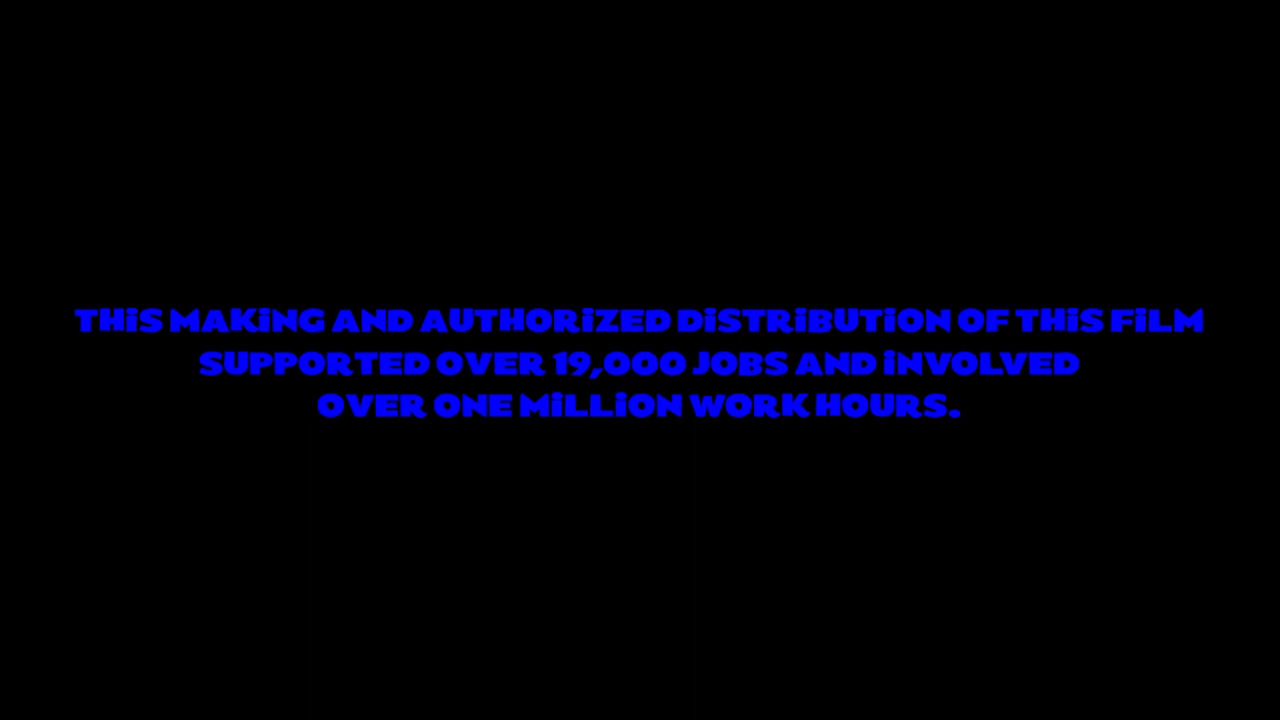 THiS MAKiNG AND AUTHORiZED DiSTRiBUTiON OF THiS FiLM
SUPPORTED OVER 19,000 JOBS AND iNVOLVED
OVER ONE MiLLiON WORK HOURS.